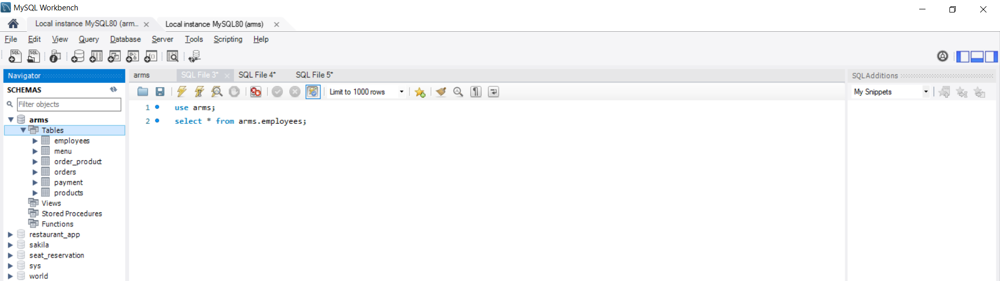 MySQL Workbench
Local instance MySQL80 (arm... Local instance MySQL80 (arms)
File Edit View Query Database Server Tools Scripting Help
Navigator
SCHEMAS
Filter objects
arms
Tables
employees
menu
order_product
orders
payment
products
Views
Stored Procedures
Functions
restaurant_app
sakila
seat_reservation
sys
world
arms SQL File 3* SQL File 4* SQL File 5*
Limit to 1000 rows
1 use arms;
2 select * from arms.employees;
SQLAdditions
My Snippets